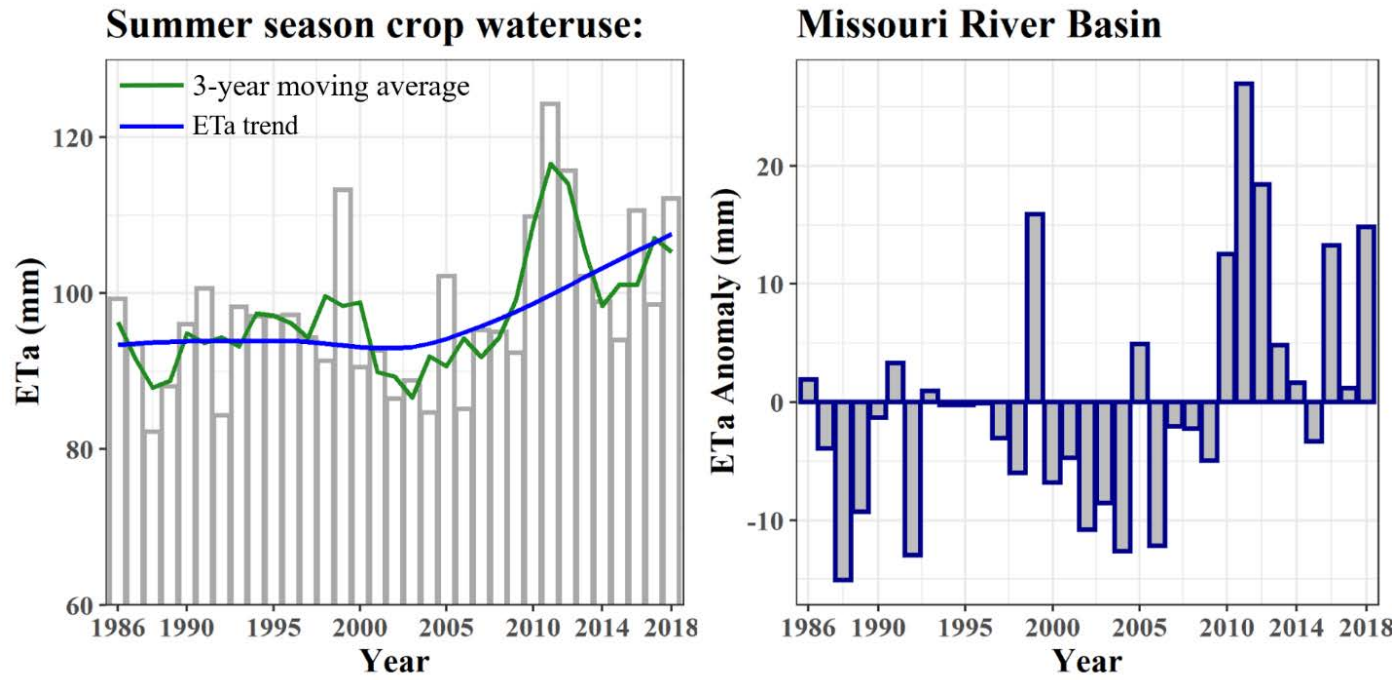 Summer season crop wateruse:
3-year moving average
ETa trend
ETa (mm)
120
100
80
60
1986 1990 1995 2000 2005 2010 2014 2018
Year
Missouri River Basin
ETa Anomaly (mm)
20
10
0
-10
1986 1990 1995 2000 2005 2010 2014 2018
Year